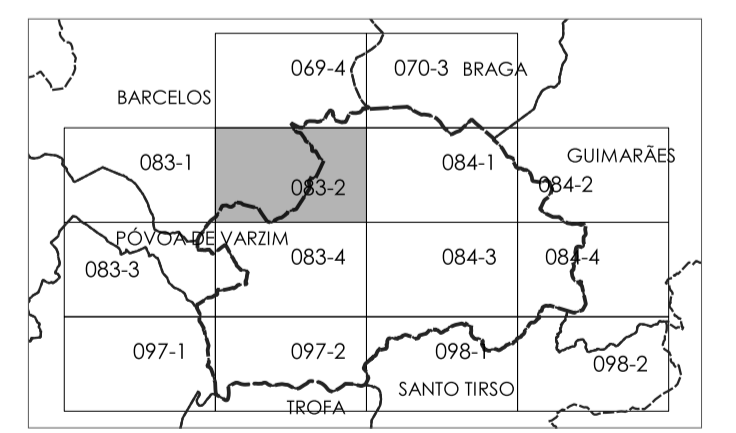 069-4 070-3 BRAGA
BARCELOS
083-1 083-2 084-1 GUIMARÃES
084-2
PÓVOA DE VARZIM
083-3 083-4 084-3 084-4
097-1 097-2 098-1 098-2
SANTO TIRSO
TROFA